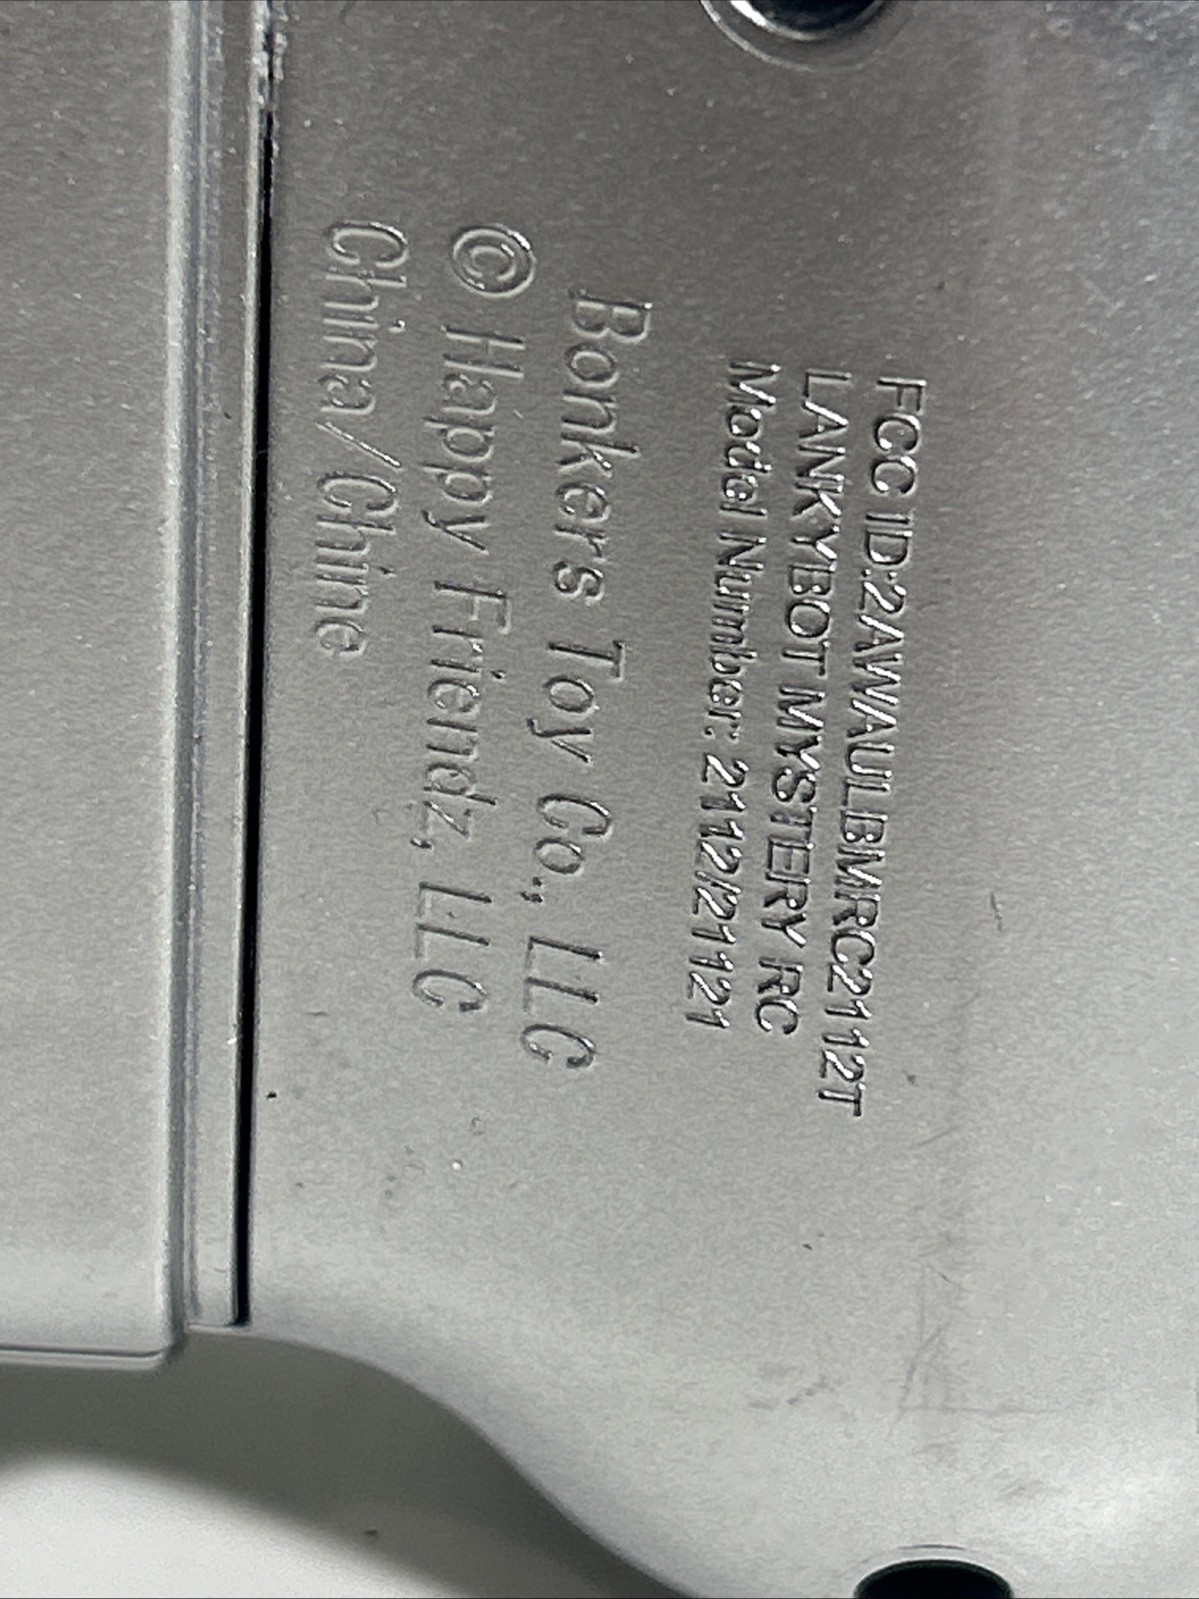 FCC ID:2AWAULBMRC2112T
LANKYBOT MYSTERY RC
Model Number: 2112/21121
Bonkers Toy Co., LLC
© Happy Friendz, LLC
China/Chine